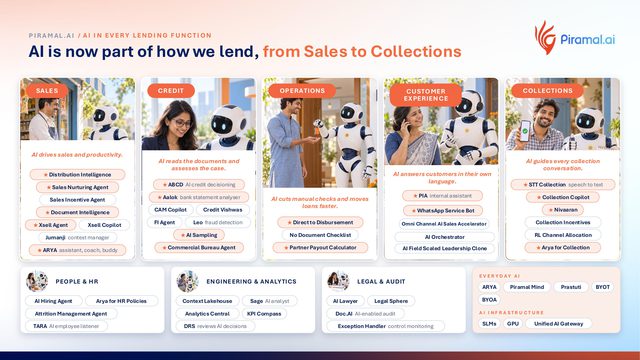 PIRAMAL.AI / AI IN EVERY LENDING FUNCTION
AI is now part of how we lend, from Sales to Collections
Piramal.ai
SALES
AI drives sales and productivity.
★ Distribution Intelligence
★ Sales Nurturing Agent
Sales Incentive Agent
★ Document Intelligence
★ Xsell Agent
Xsell Copilot
Jumanji context manager
★ ARYA assistant, coach, buddy
CREDIT
AI reads the documents and
assesses the case.
★ ABCD AI credit decisioning
★ Aalok bank statement analyser
CAM Copilot
Credit Vishwas
FI Agent
Leo fraud detection
★ AI Sampling
★ Commercial Bureau Agent
OPERATIONS
AI cuts manual checks and moves
loans faster.
★ Direct to Disbursement
No Document Checklist
★ Partner Payout Calculator
CUSTOMER
EXPERIENCE
AI answers customers in their own
language.
★ PIA internal assistant
★ WhatsApp Service Bot
Omni Channel AI Sales Accelerator
AI Orchestrator
AI Field Scaled Leadership Clone
COLLECTIONS
AI guides every collection
conversation.
★ STT Collection speech to text
★ Collection Copilot
★ Nivaaran
Collection Incentives
RL Channel Allocation
★ Arya for Collection
PEOPLE & HR
AI Hiring Agent
Arya for HR Policies
Attrition Management Agent
TARA AI employee listener
ENGINEERING & ANALYTICS
Context Lakehouse
Sage AI analyst
Analytics Central
KPI Compass
DRS reviews AI decisions
LEGAL & AUDIT
AI Lawyer
Legal Sphere
Doc.AI AI-enabled audit
Exception Handler control monitoring
EVERYDAY AI
ARYA
Piramal Mind
Prastuti
BYOT
BYOA
AI INFRASTRUCTURE
SLMs
GPU
Unified AI Gateway